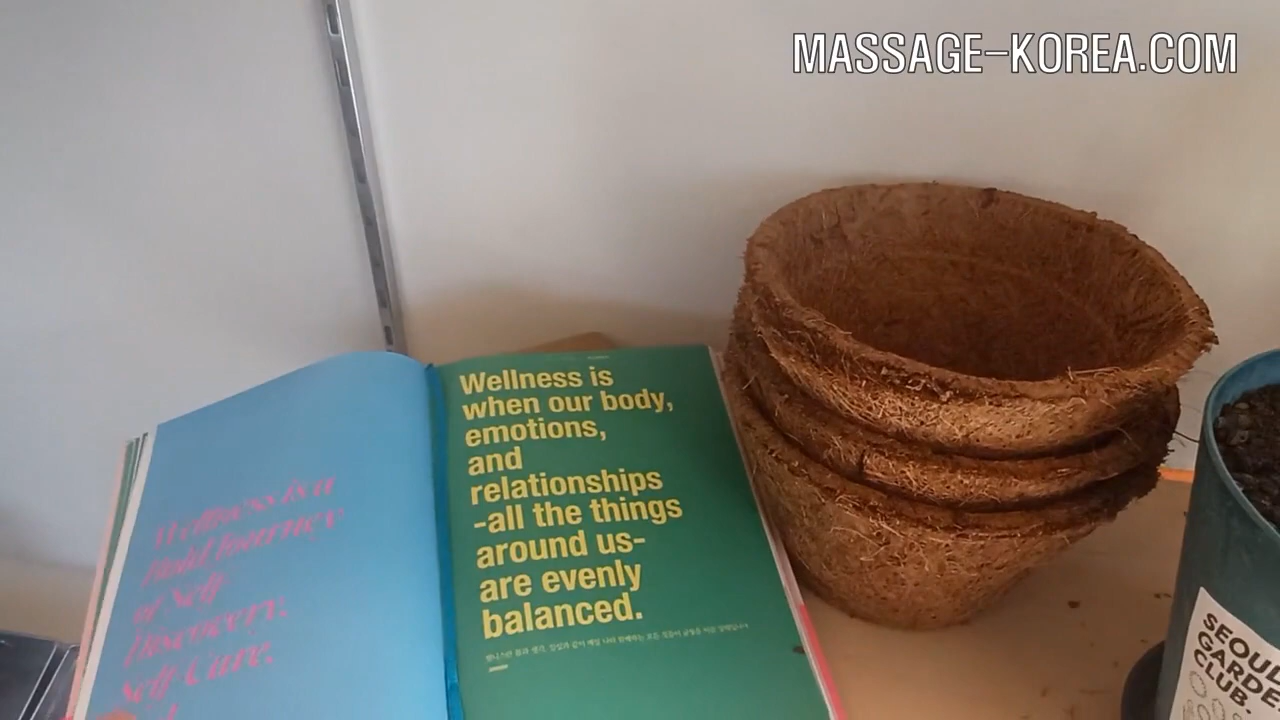 MASSAGE-KOREA.COM
Wellness is a
Bold Journey
of Self
Discovery.
Self Care.
Wellness is
when our body,
emotions,
and
relationships
-all the things
around us-
are evenly
balanced.
SEOUL
GARDE
CLUB.